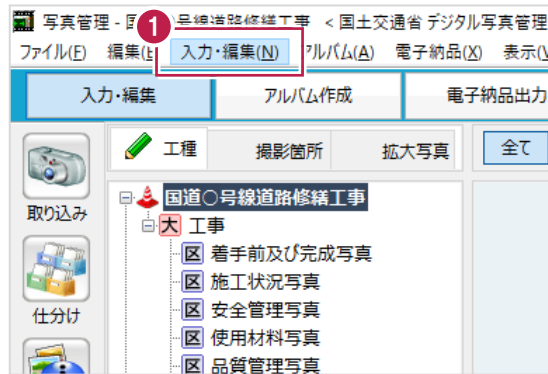 写真管理 - 国道○号線道路修繕工事 < 国土交通省 デジタル写真管理
1
ファイル(F) 編集(E) 入力・編集(N) アルバム(A) 電子納品(X) 表示(V
入力・編集 アルバム作成 電子納品出力
工種 撮影箇所 拡大写真 全て
取り込み
国道○号線道路修繕工事
大 工事
区 着手前及び完成写真
区 施工状況写真
仕分け
区 安全管理写真
区 使用材料写真
区 品質管理写真